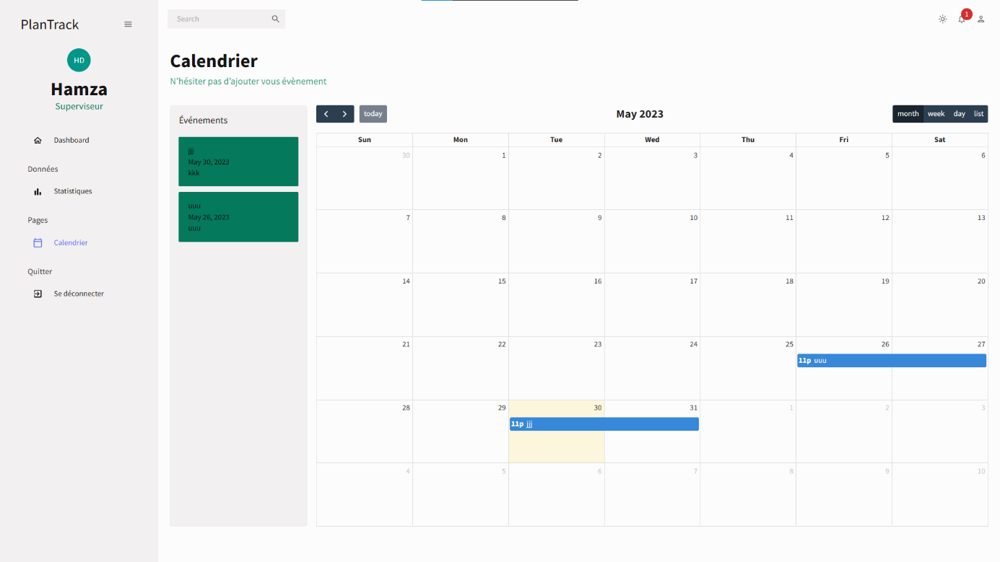 PlanTrack
HD
Hamza
Superviseur
Dashboard
Données
Statistiques
Pages
Calendrier
Quitter
Se déconnecter
Search
1
Calendrier
N'hésiter pas d'ajouter vous évènement
Événements
jjj
May 30, 2023
kkk
uuu
May 26, 2023
uuu
today
May 2023
month week day list
Sun Mon Tue Wed Thu Fri Sat
30 1 2 3 4 5 6
7 8 9 10 11 12 13
14 15 16 17 18 19 20
21 22 23 24 25 26 27
11p uuu
28 29 30 31 1 2 3
11p jjj
4 5 6 7 8 9 10